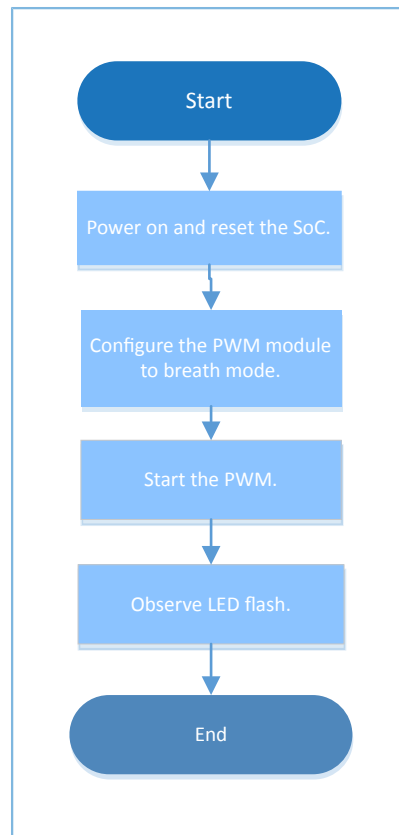 Start
Power on and reset the SoC.
Configure the PWM module
to breath mode.
Start the PWM.
Observe LED flash.
End